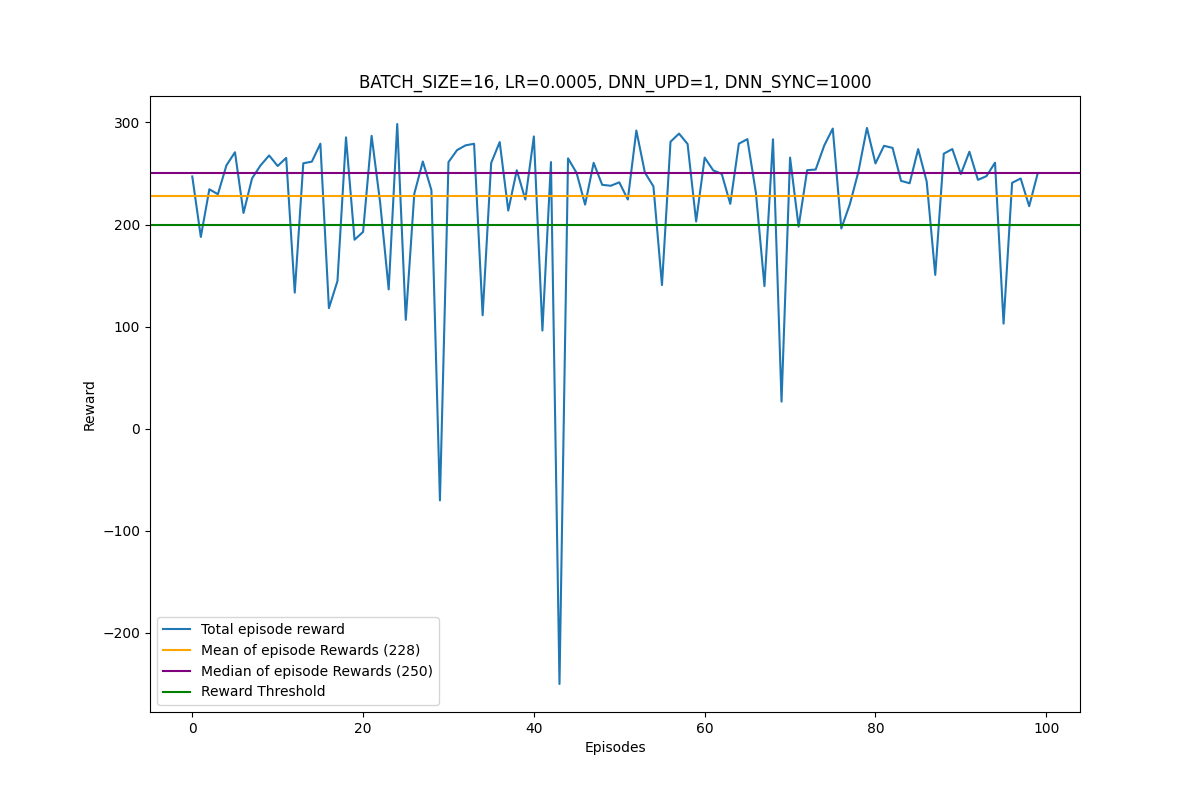 BATCH_SIZE=16, LR=0.0005, DNN_UPD=1, DNN_SYNC=1000
300
200
100
0
−100
−200
Reward
Total episode reward
Mean of episode Rewards (228)
Median of episode Rewards (250)
Reward Threshold
0 20 40 60 80 100
Episodes